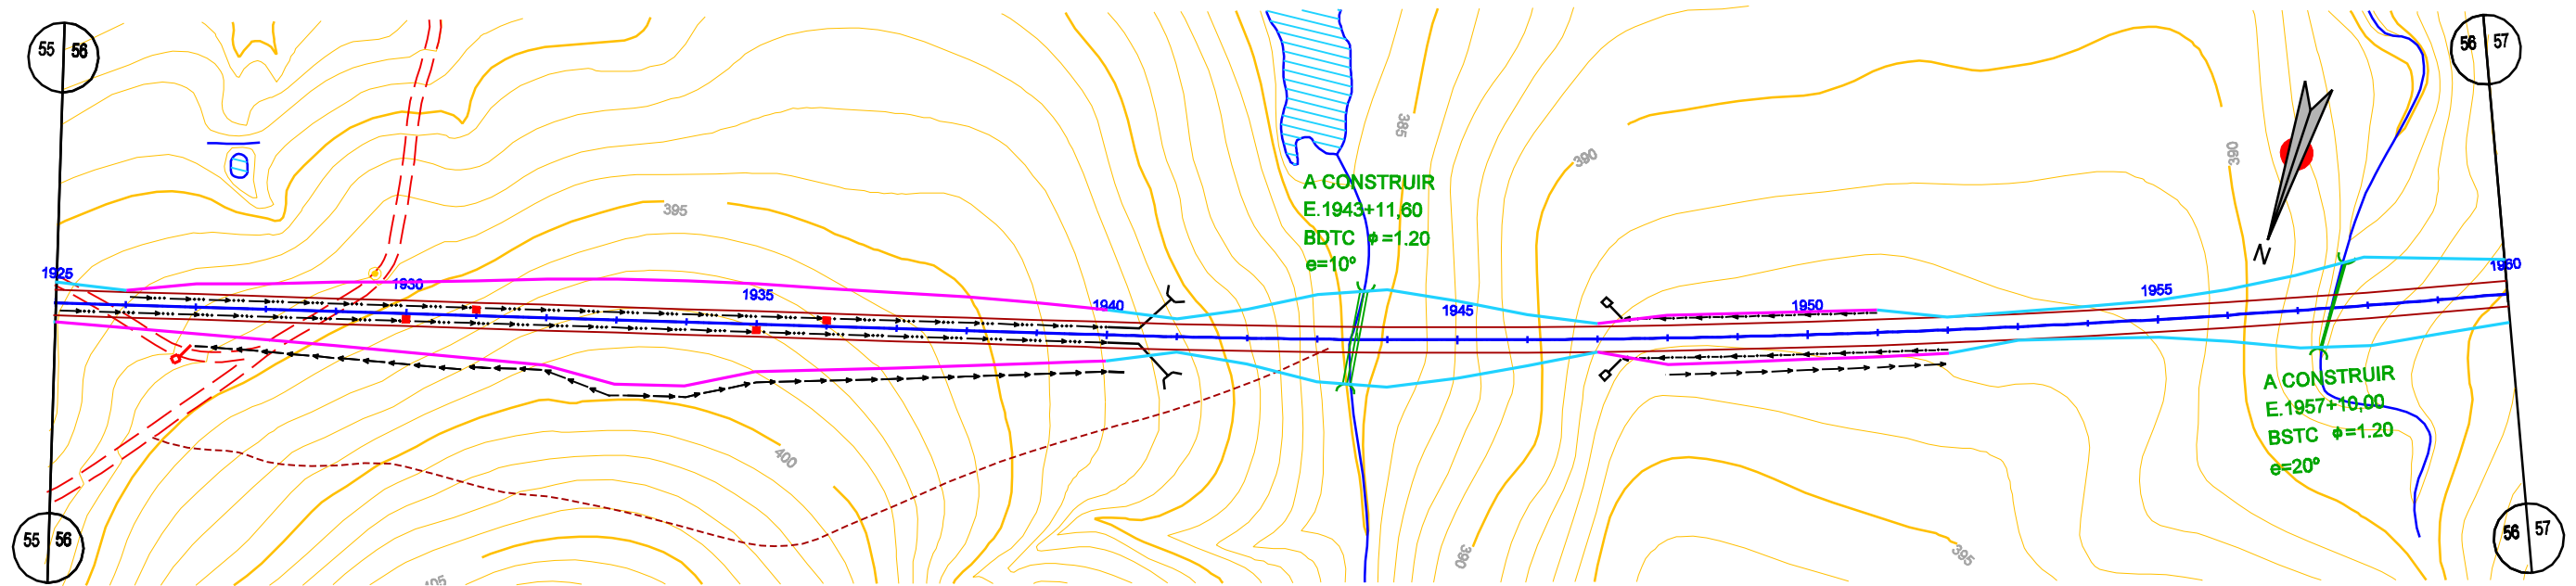 55 56
56 57
385
390
390
A CONSTRUIR
E.1943+11,60
BDTC ϕ=1.20
e=10°
395
N
1925
1930
1935
1940
1945
1950
1955
1960
A CONSTRUIR
E.1957+10,00
BSTC ϕ=1.20
e=20°
400
390
395
55 56
56 57